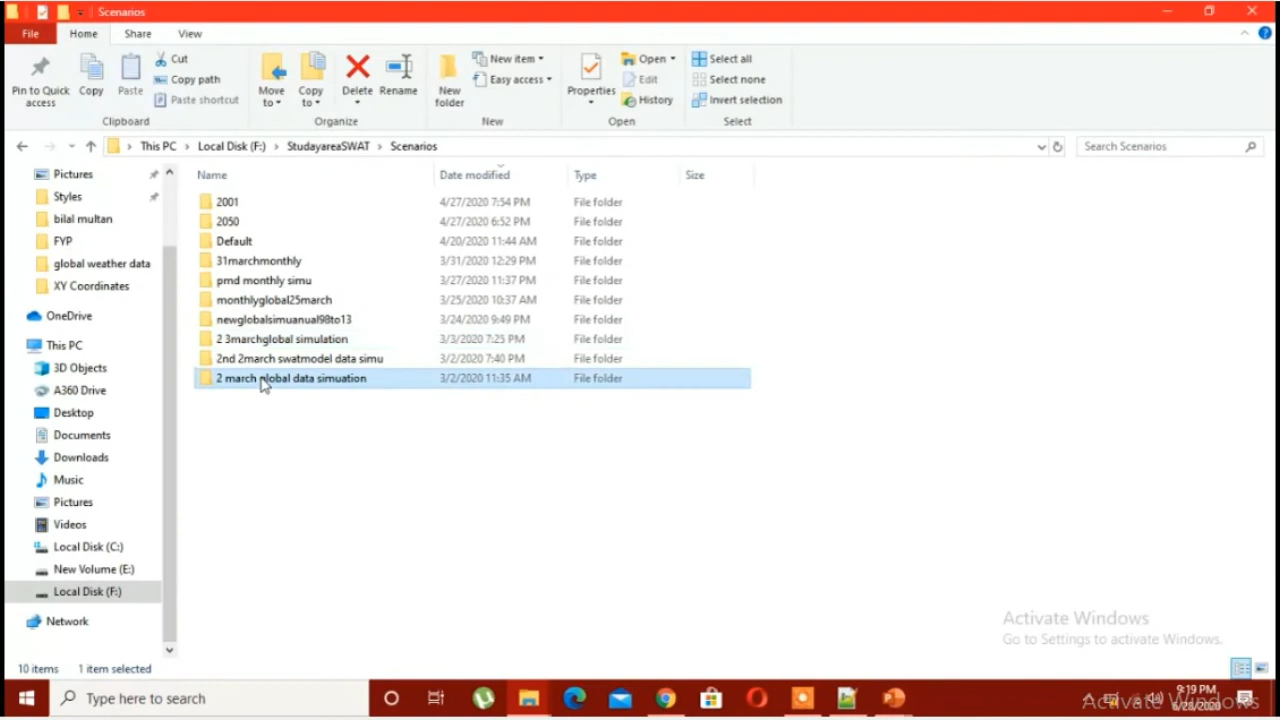 Scenarios
File Home Share View
Pin to Quick access
Copy
Paste
Cut
Copy path
Paste shortcut
Clipboard
Move to
Copy to
Delete
Rename
Organize
New folder
New item
Easy access
New
Properties
Open
Edit
History
Open
Select all
Select none
Invert selection
Select
This PC > Local Disk (F:) > StudayareaSWAT > Scenarios
Search Scenarios
Pictures
Styles
bilal multan
FYP
global weather data
XY Coordinates
OneDrive
This PC
3D Objects
A360 Drive
Desktop
Documents
Downloads
Music
Pictures
Videos
Local Disk (C:)
New Volume (E:)
Local Disk (F:)
Network
Name Date modified Type Size
2001 4/27/2020 7:54 PM File folder
2050 4/27/2020 6:52 PM File folder
Default 4/20/2020 11:44 AM File folder
31marchmonthly 3/31/2020 12:29 PM File folder
pmd monthly simu 3/27/2020 11:37 PM File folder
monthlyglobal25march 3/25/2020 10:37 AM File folder
newglobalsimuanual98to13 3/24/2020 9:49 PM File folder
2 3marchglobal simulation 3/3/2020 7:25 PM File folder
2nd 2march swatmodel data simu 3/2/2020 7:40 PM File folder
2 march global data simuation 3/2/2020 11:35 AM File folder
Activate Windows
Go to Settings to activate Windows.
10 items 1 item selected
Type here to search
9:19 PM
6/28/2020
Activate Windows